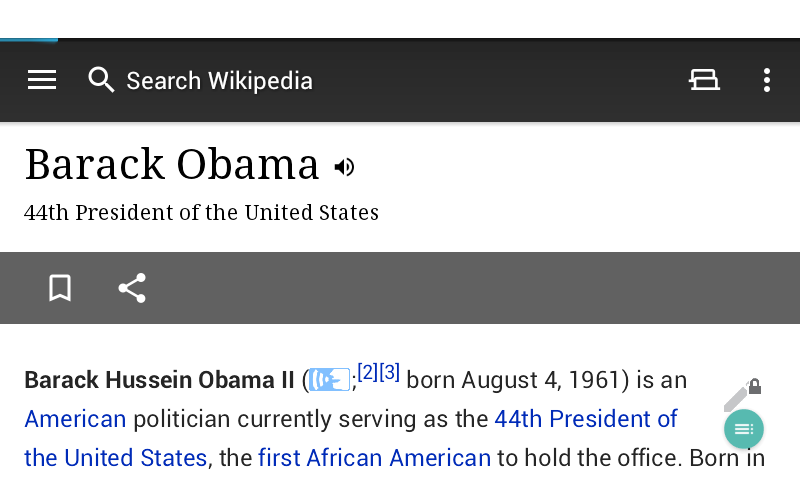 Search Wikipedia
Barack Obama
44th President of the United States
Barack Hussein Obama II (;[2][3] born August 4, 1961) is an
American politician currently serving as the 44th President of
the United States, the first African American to hold the office. Born in